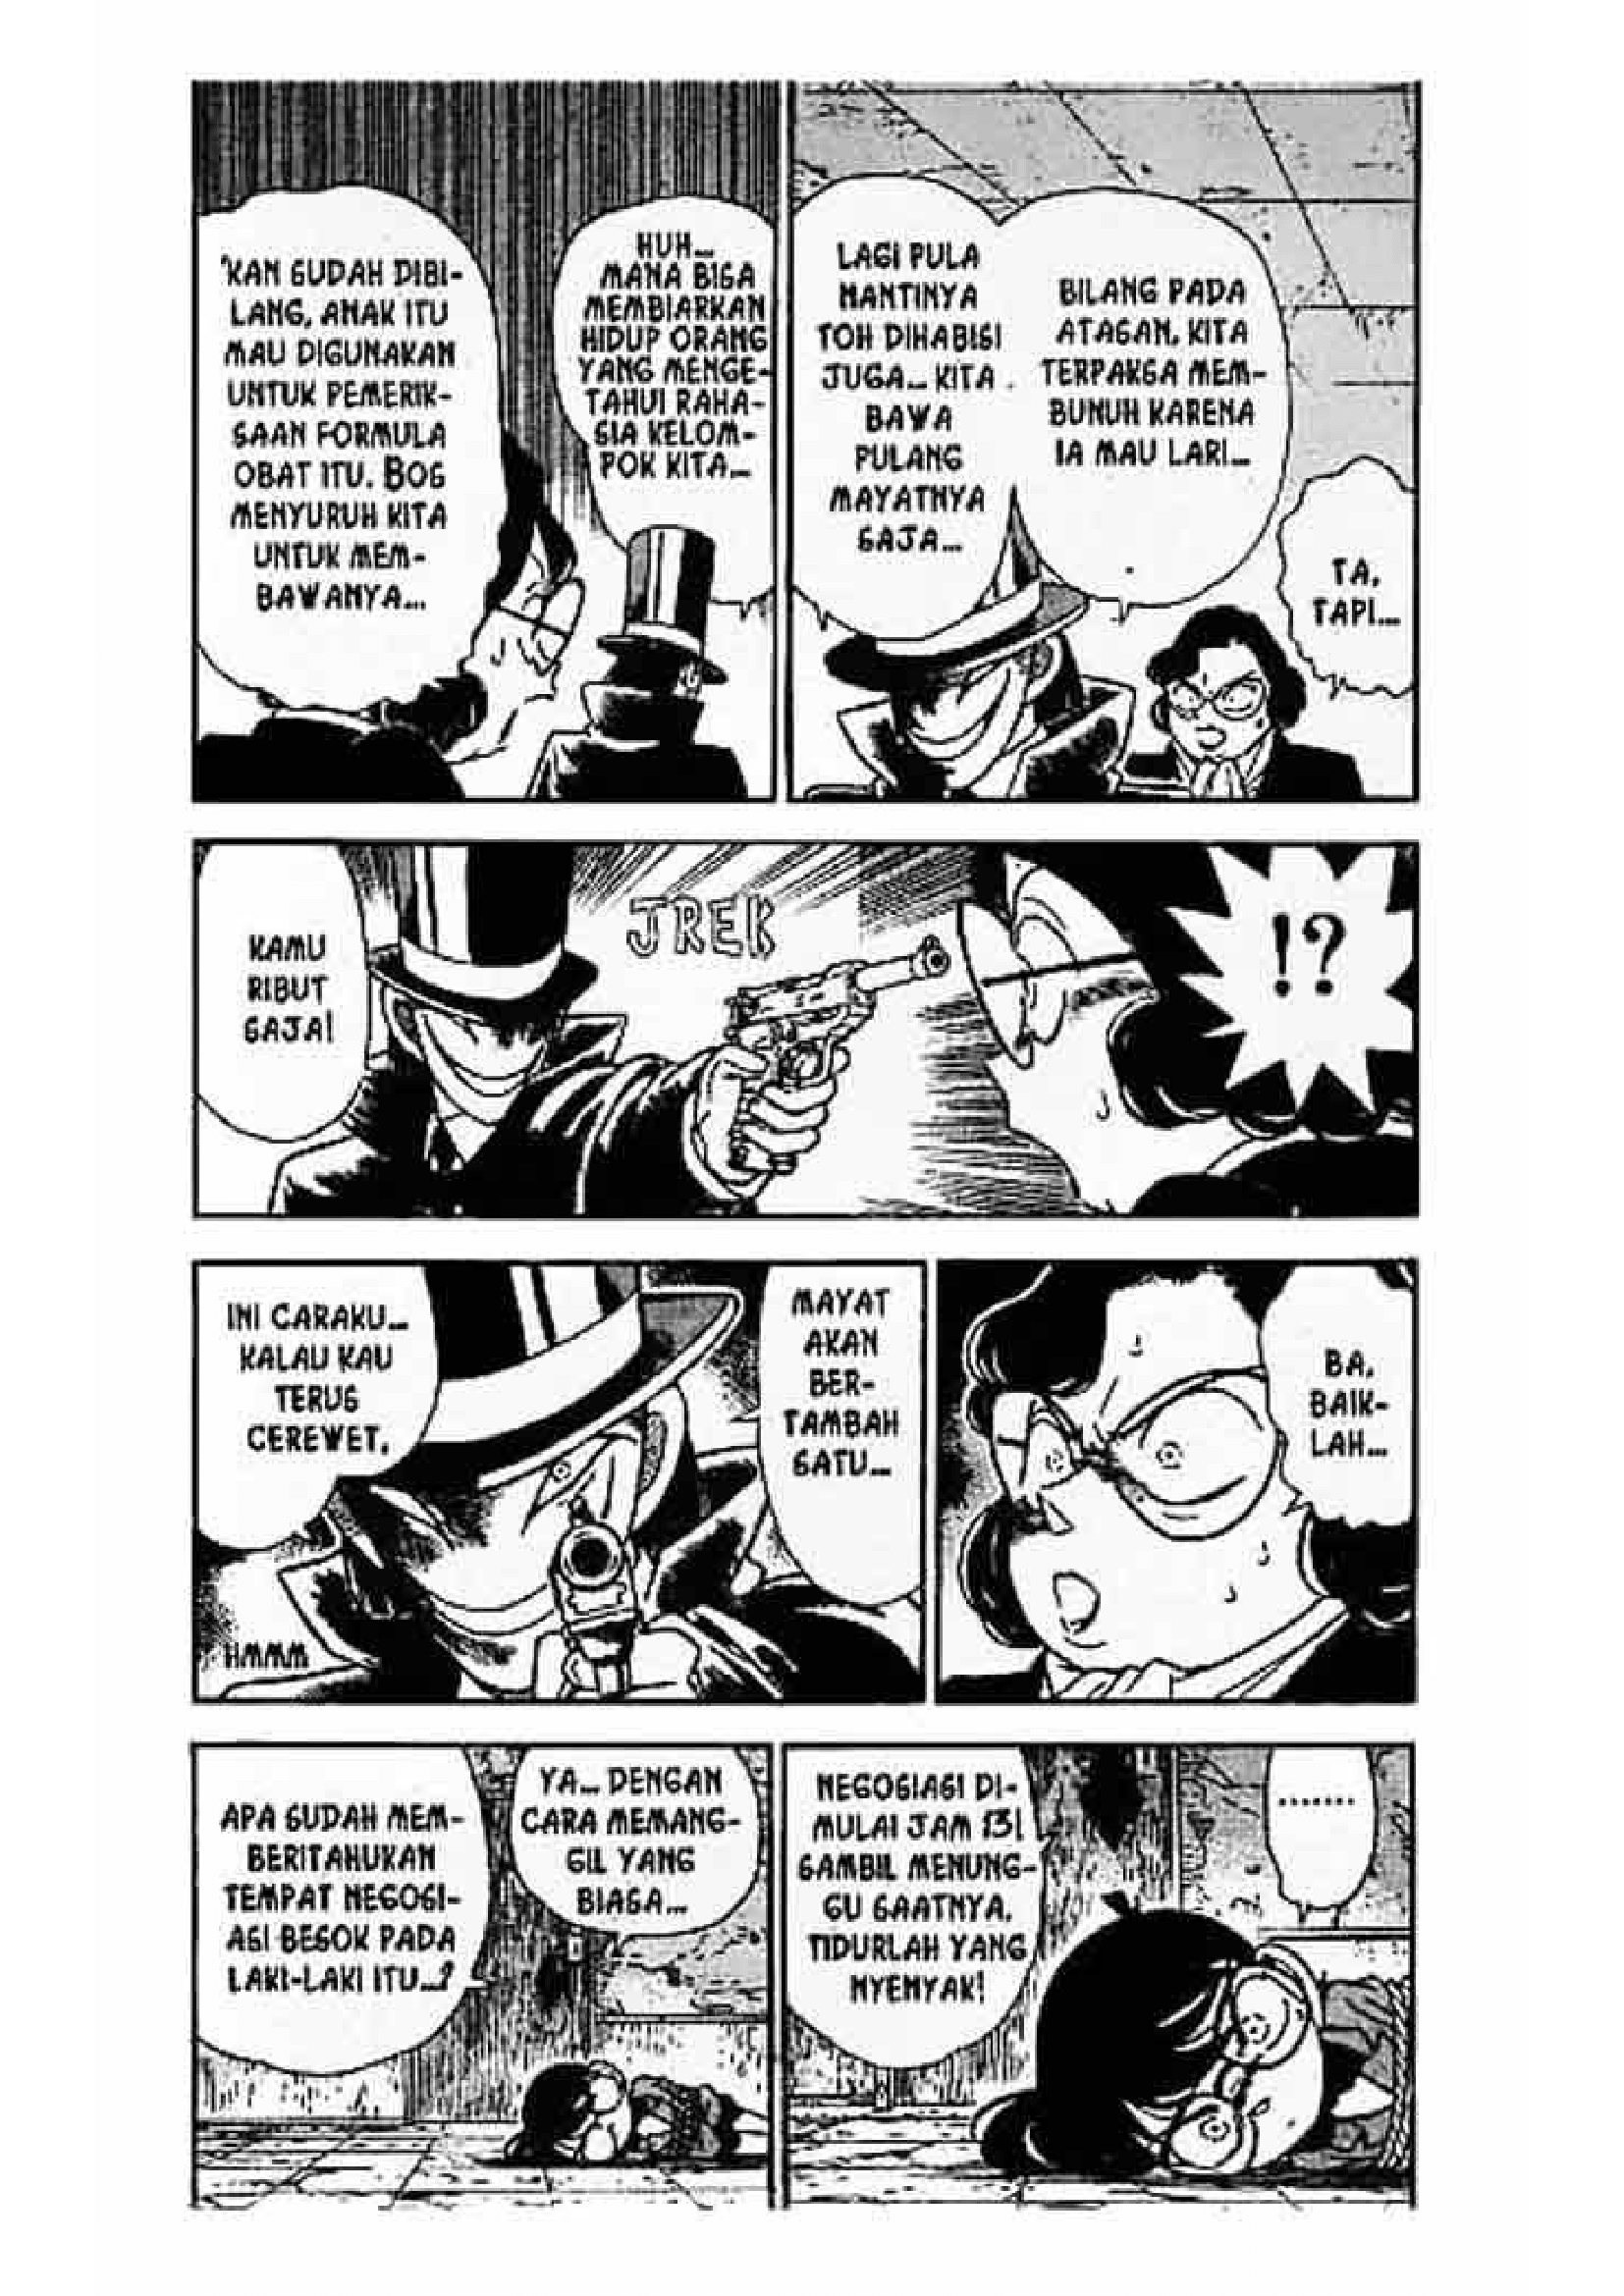 'KAN SUDAH DIBI-
LANG, ANAK ITU
MAU DIGUNAKAN
UNTUK PEMERIK-
SAAN FORMULA
OBAT ITU. BOS
MENYURUH KITA
UNTUK MEM-
BAWANYA...
HUH...
MANA BISA
MEMBIARKAN
HIDUP ORANG
YANG MENGE-
TAHUI RAHA-
SIA KELOM-
POK KITA...
LAGI PULA
NANTINYA
TOH DIHABISI
JUGA... KITA
BAWA
PULANG
MAYATNYA
SAJA...
BILANG PADA
ATASAN, KITA
TERPAKSA MEM-
BUNUH KARENA
IA MAU LARI...
TA,
TAPI...
KAMU
RIBUT
SAJA!
JREK
!?
INI CARAKU...
KALAU KAU
TERUS
CEREWET,
HMMM
MAYAT
AKAN
BER-
TAMBAH
SATU...
BA,
BAIK-
LAH...
APA SUDAH MEM-
BERITAHUKAN
TEMPAT NEGOSI-
ASI BESOK PADA
LAKI-LAKI ITU...?
YA... DENGAN
CARA MEMANG-
GIL YANG
BIASA...
NEGOSIASI DI-
MULAI JAM 13!
SAMBIL MENUNG-
GU SAATNYA,
TIDURLAH YANG
NYENYAK!
.......